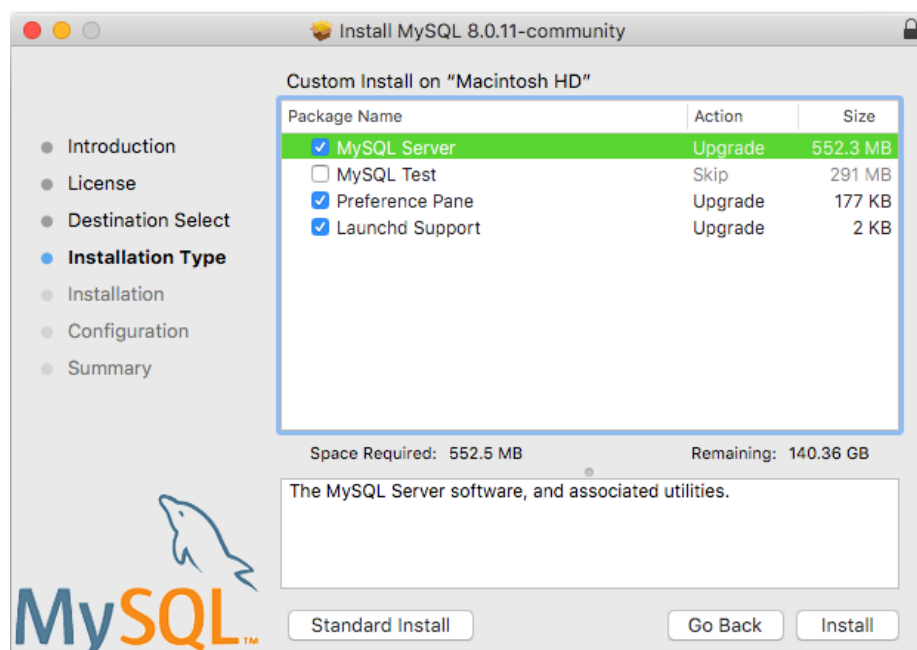 Install MySQL 8.0.11-community
Custom Install on “Macintosh HD”
Introduction
License
Destination Select
Installation Type
Installation
Configuration
Summary
Package Name Action Size
MySQL Server Upgrade 552.3 MB
MySQL Test Skip 291 MB
Preference Pane Upgrade 177 KB
Launchd Support Upgrade 2 KB
Space Required: 552.5 MB Remaining: 140.36 GB
The MySQL Server software, and associated utilities.
MySQL™
Standard Install Go Back Install